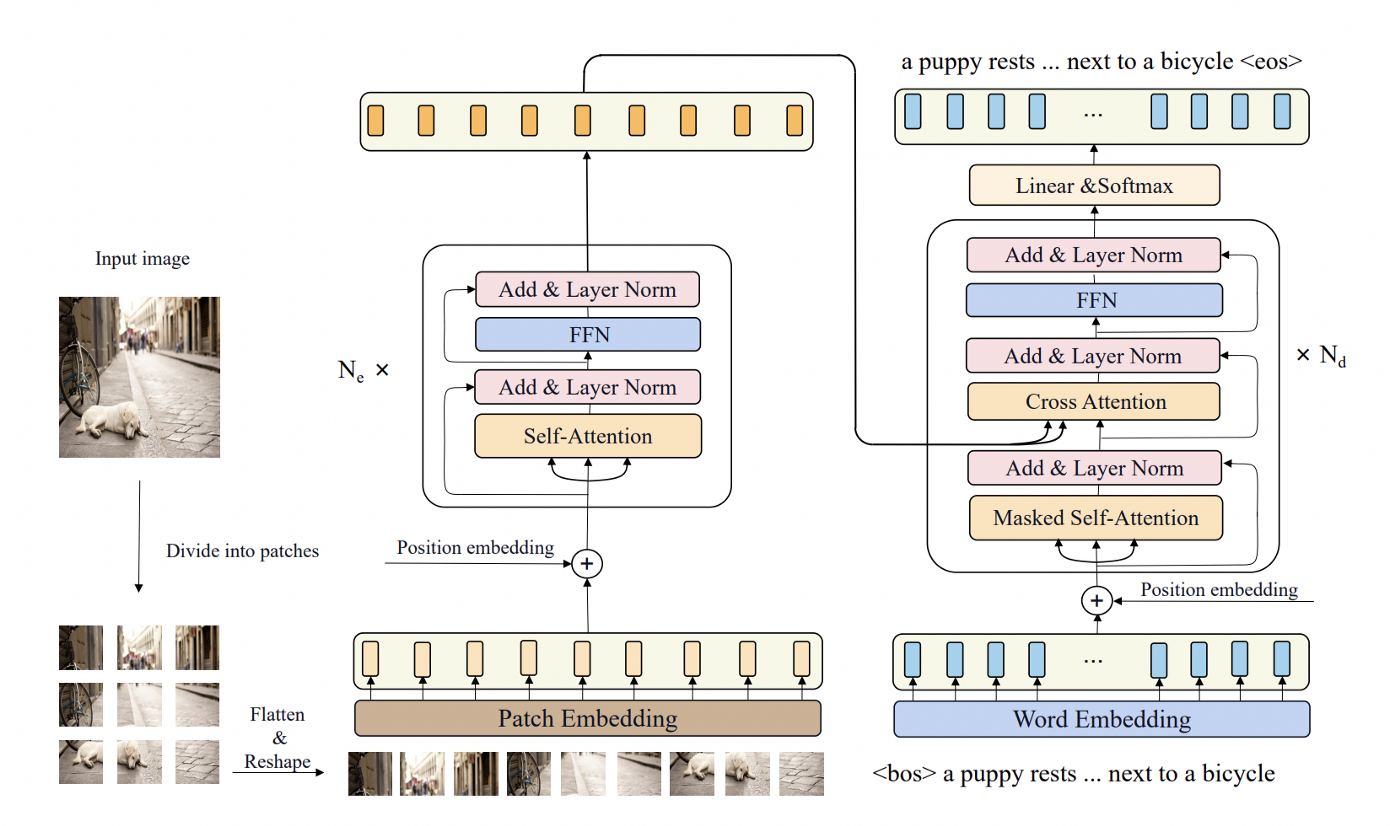 a puppy rests ... next to a bicycle <eos>
...
Linear &Softmax
Input image
Add & Layer Norm
FFN
Add & Layer Norm
Self-Attention
Ne ×
Add & Layer Norm
FFN
Add & Layer Norm
Cross Attention
Add & Layer Norm
Masked Self-Attention
× Nd
Divide into patches
Position embedding
+
Position embedding
+
Flatten
&
Reshape
Patch Embedding
...
Word Embedding
<bos> a puppy rests ... next to a bicycle